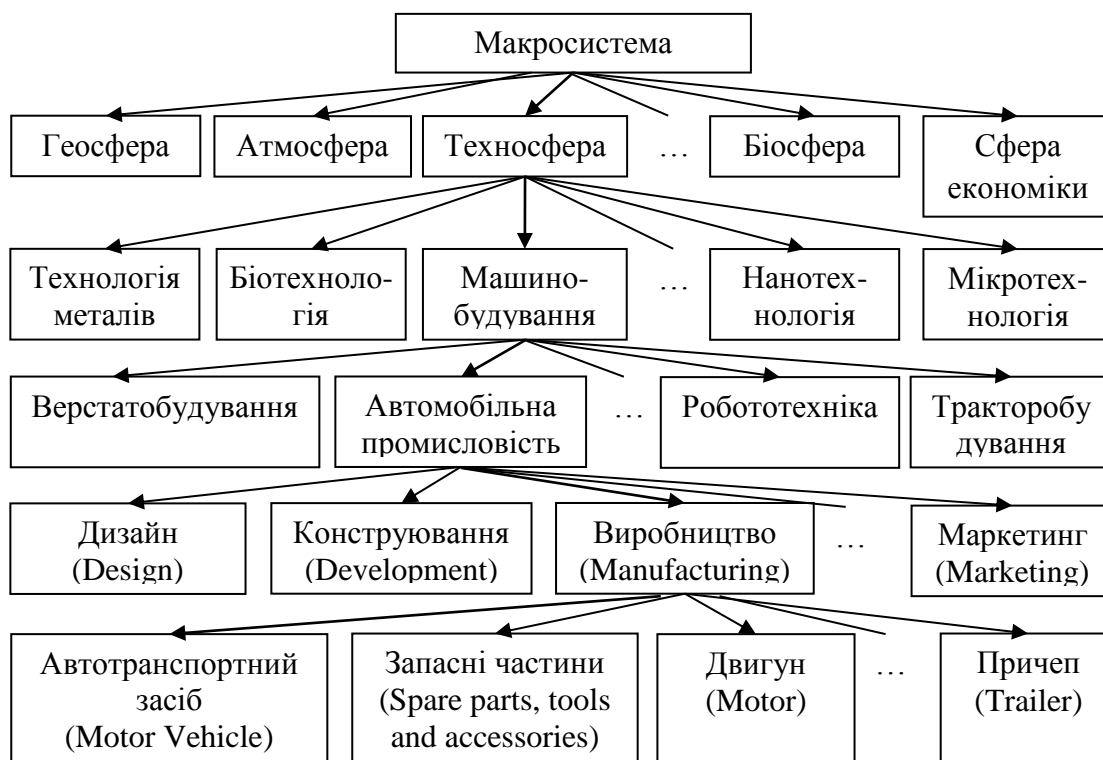 Макросистема
Геосфера
Атмосфера
Техносфера
…
Біосфера
Сфера
економіки
Технологія
металів
Біотехноло-
гія
Машино-
будування
…
Нанотех-
нологія
Мікротех-
нологія
Верстатобудування
Автомобільна
промисловість
…
Робототехніка
Тракторобу
дування
Дизайн
(Design)
Конструювання
(Development)
Виробництво
(Manufacturing)
…
Маркетинг
(Marketing)
Автотранспортний
засіб
(Motor Vehicle)
Запасні частини
(Spare parts, tools
and accessories)
Двигун
(Motor)
…
Причеп
(Trailer)